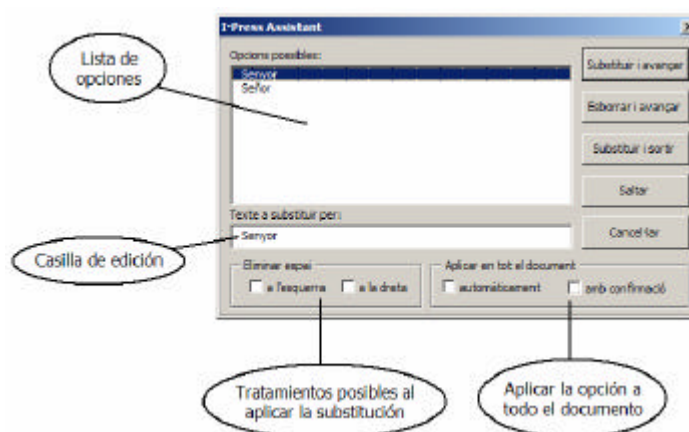 I-Press Assistant
Opcions possibles:
Senyor
Señor
Substituir i avançar
Esborrar i avançar
Substituir i sortir
Saltar
Cancel·lar
Texte a substituir per:
Senyor
Eliminar espai
a l'esquerra
a la dreta
Aplicar en tot el document
automàticament
amb confirmació
Lista de
opciones
Casilla de edición
Tratamientos posibles al
aplicar la substitución
Aplicar la opción a
todo el documento